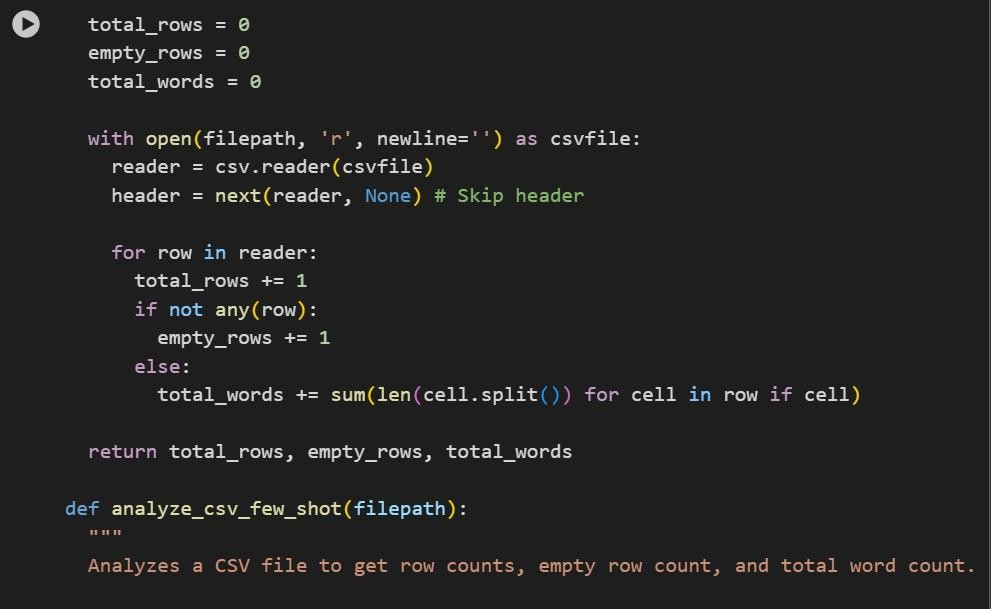 total_rows = 0
empty_rows = 0
total_words = 0
with open(filepath, 'r', newline='') as csvfile:
reader = csv.reader(csvfile)
header = next(reader, None) # Skip header
for row in reader:
total_rows += 1
if not any(row):
empty_rows += 1
else:
total_words += sum(len(cell.split()) for cell in row if cell)
return total_rows, empty_rows, total_words
def analyze_csv_few_shot(filepath):
"""
Analyzes a CSV file to get row counts, empty row count, and total word count.